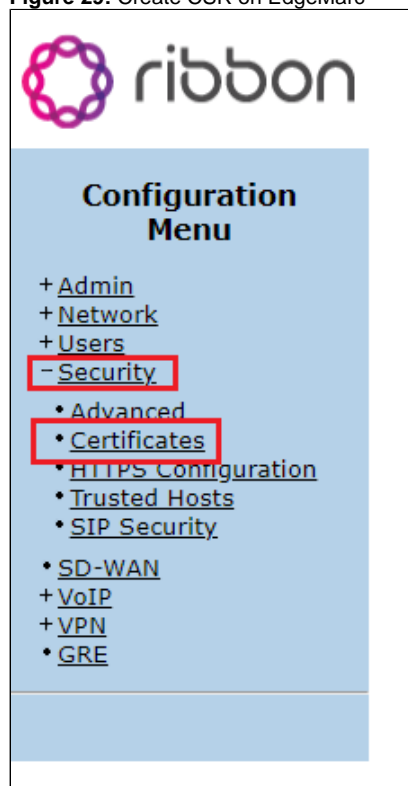 Figure 29: Create CSR on EdgeMarc
ribbon
Configuration
Menu
+ Admin
+ Network
+ Users
− Security
• Advanced
• Certificates
• HTTPS Configuration
• Trusted Hosts
• SIP Security
• SD-WAN
+ VoIP
+ VPN
• GRE